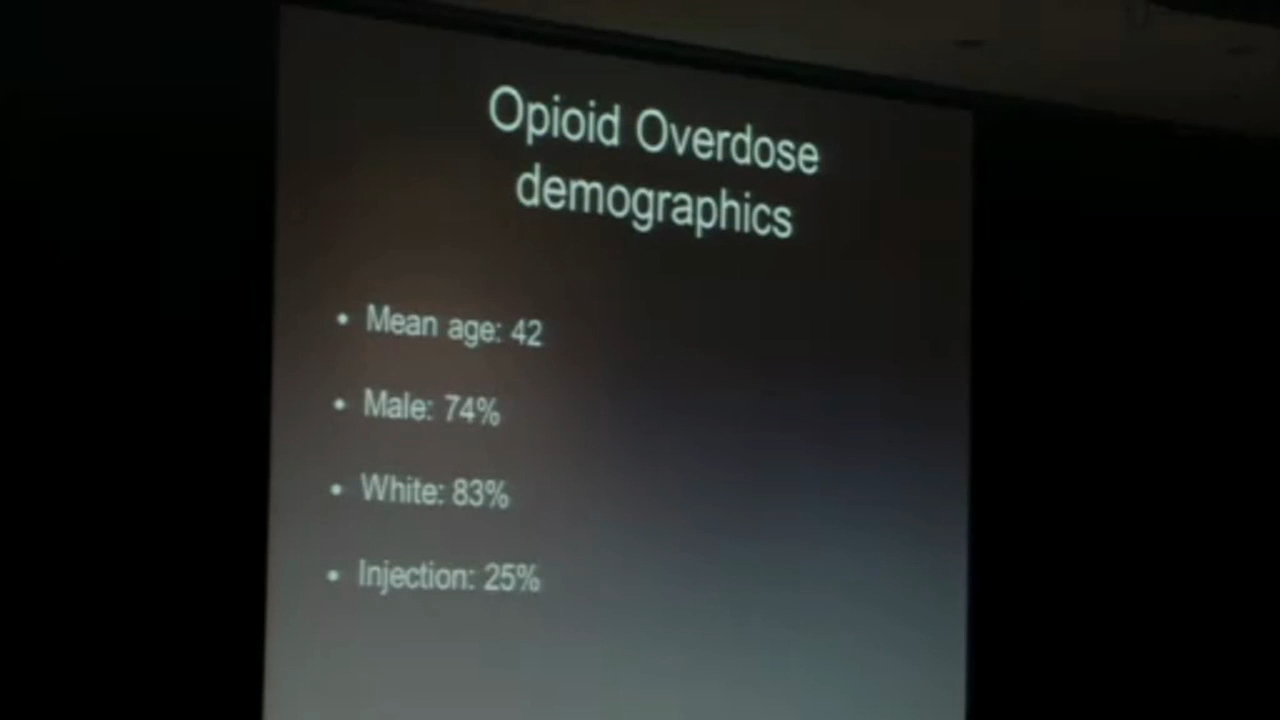 Opioid Overdose
demographics
• Mean age: 42
• Male: 74%
• White: 83%
• Injection: 25%